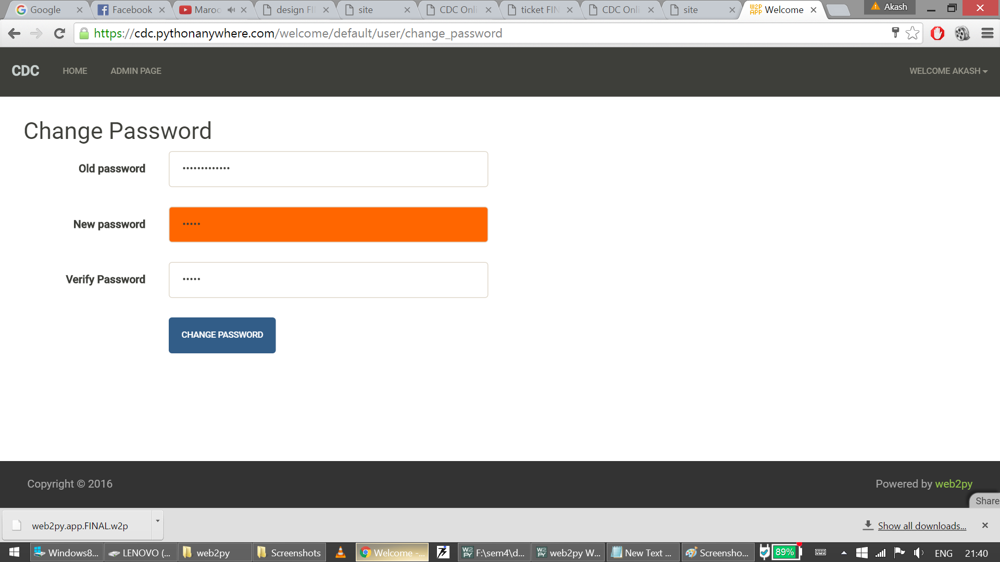 Google
Facebook
Maroc
design FI
site
CDC Onli
ticket FIN
CDC Onli
site
Welcome
Akash
https://cdc.pythonanywhere.com/welcome/default/user/change_password
CDC
HOME
ADMIN PAGE
WELCOME AKASH
Change Password
Old password
New password
Verify Password
CHANGE PASSWORD
Copyright © 2016
Powered by web2py
Share
web2py.app.FINAL.w2p
Show all downloads...
Windows8...
LENOVO (...
web2py
Screenshots
Welcome -...
F:\sem4\d...
web2py W...
New Text ...
Screensho...
89%
ENG
21:40